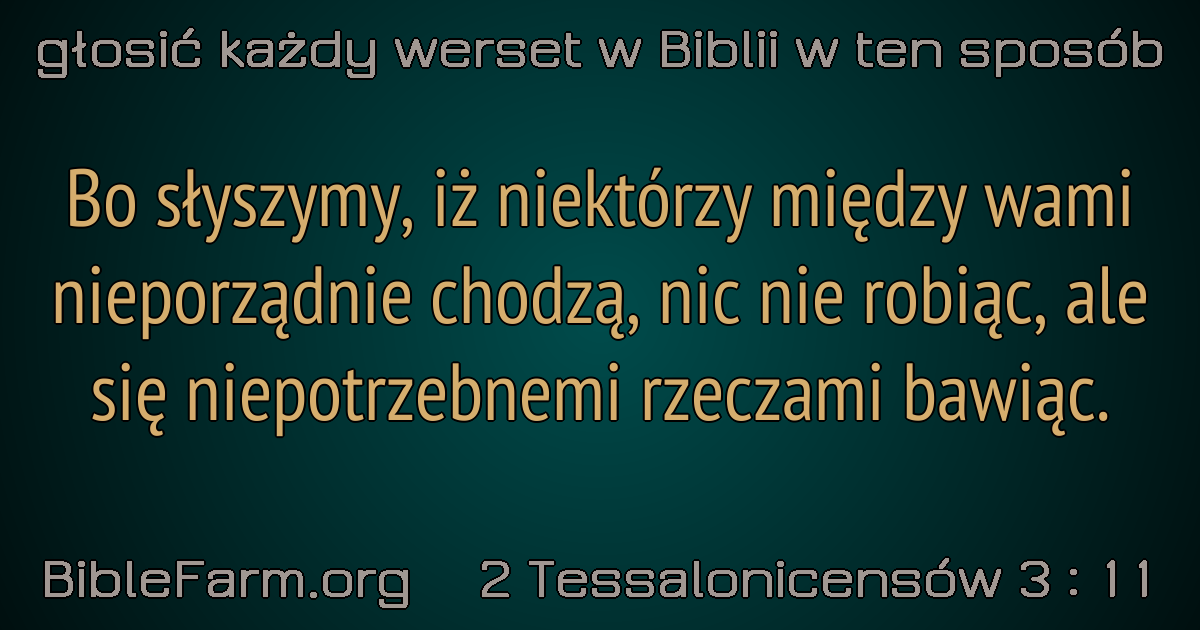 głosić każdy werset w Biblii w ten sposób
Bo słyszymy, iż niektórzy między wami
nieporządnie chodzą, nic nie robiąc, ale
się niepotrzebnemi rzeczami bawiąc.
BibleFarm.org 2 Tessalonicensów 3 : 11